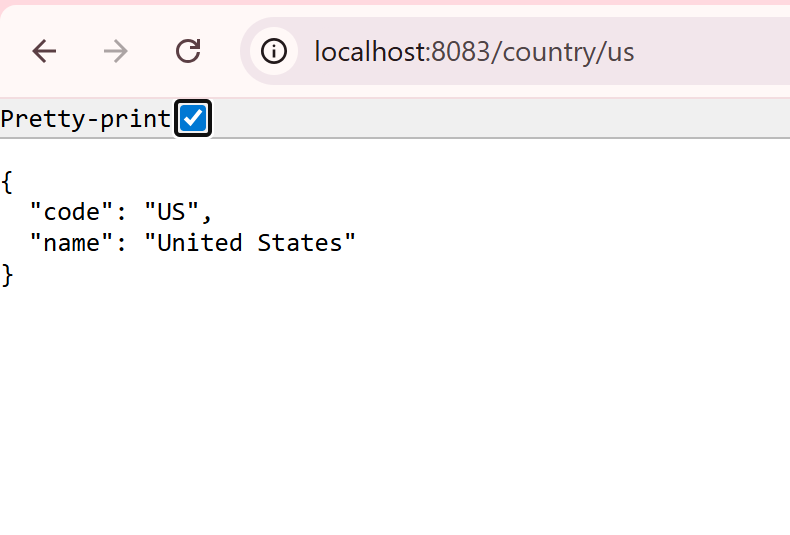 localhost:8083/country/us
Pretty-print
{
  "code": "US",
  "name": "United States"
}